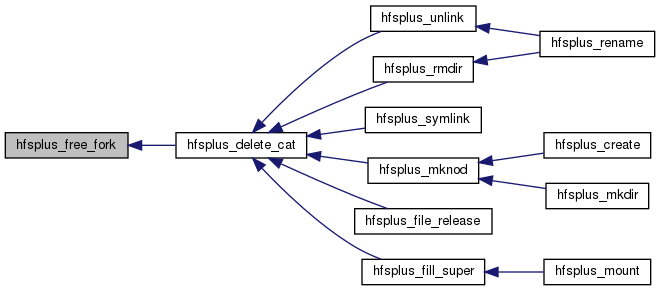 hfsplus_free_fork
hfsplus_delete_cat
hfsplus_unlink
hfsplus_rmdir
hfsplus_rename
hfsplus_symlink
hfsplus_mknod
hfsplus_create
hfsplus_mkdir
hfsplus_file_release
hfsplus_fill_super
hfsplus_mount